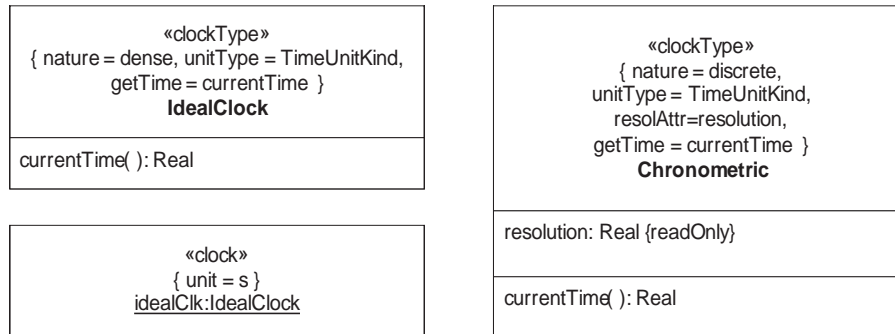 «clockType»
{ nature = dense, unitType = TimeUnitKind,
getTime = currentTime }
IdealClock
currentTime( ): Real
«clock»
{ unit = s }
idealClk:IdealClock
«clockType»
{ nature = discrete,
unitType = TimeUnitKind,
resolAttr=resolution,
getTime = currentTime }
Chronometric
resolution: Real {readOnly}
currentTime( ): Real